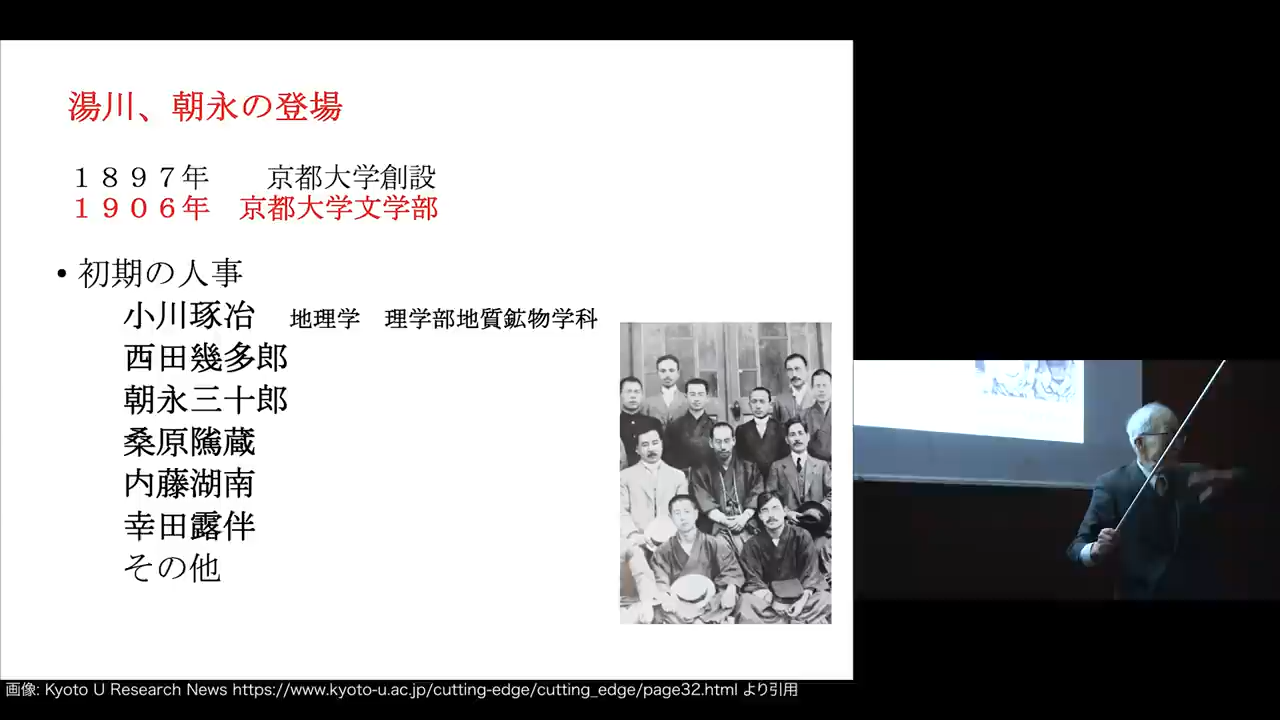 湯川、朝永の登場
１８９７年　　京都大学創設
１９０６年　京都大学文学部
• 初期の人事
小川琢冶　地理学　理学部地質鉱物学科
西田幾多郎
朝永三十郎
桑原隲蔵
内藤湖南
幸田露伴
その他
画像: Kyoto U Research News https://www.kyoto-u.ac.jp/cutting-edge/cutting_edge/page32.html より引用